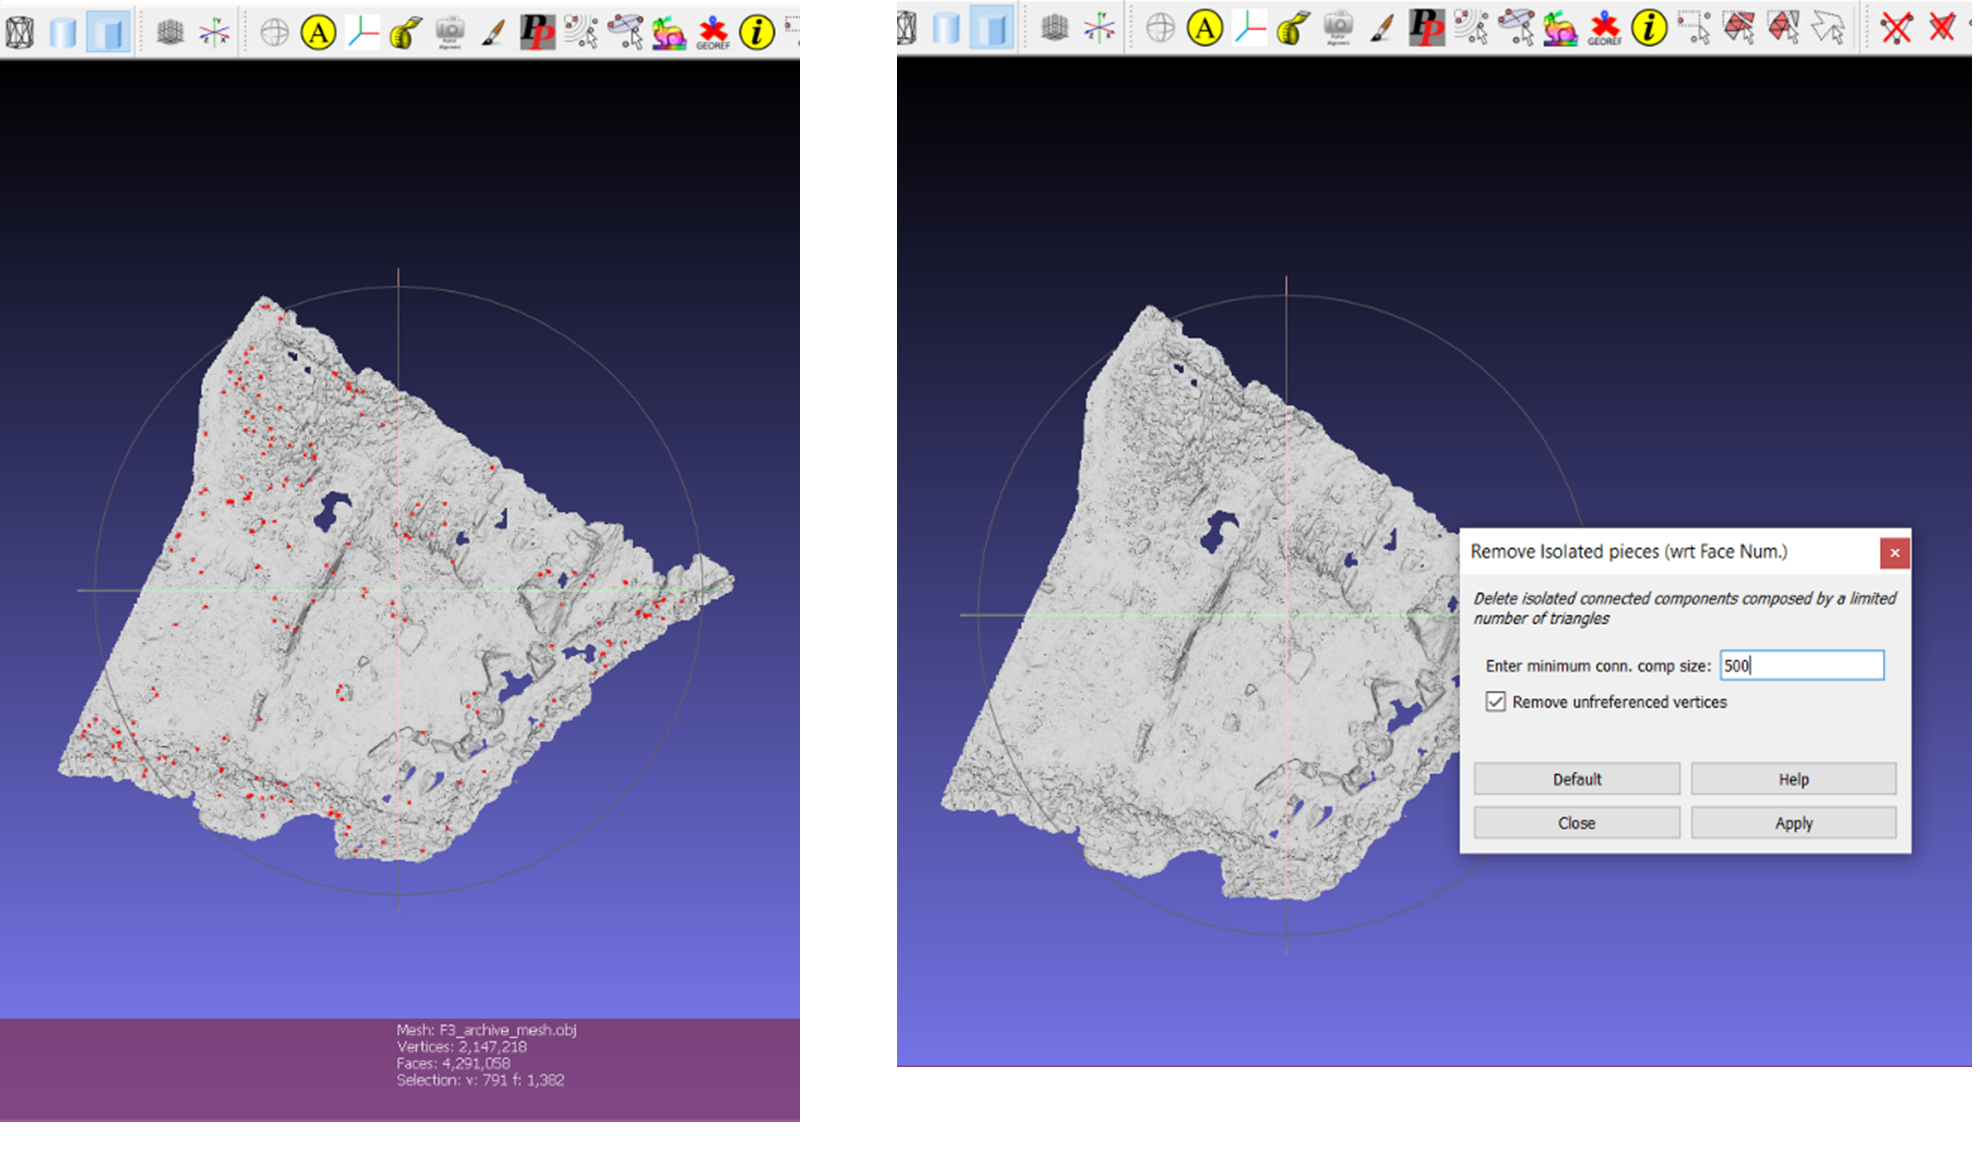 A
PP
GEOREF
i
Mesh: F3_archive_mesh.obj
Vertices: 2,147,218
Faces: 4,291,058
Selection: v: 791 f: 1,382
A
PP
GEOREF
i
Remove Isolated pieces (wrt Face Num.)
Delete isolated connected components composed by a limited
number of triangles
Enter minimum conn. comp size: 500
Remove unfreferenced vertices
Default
Help
Close
Apply